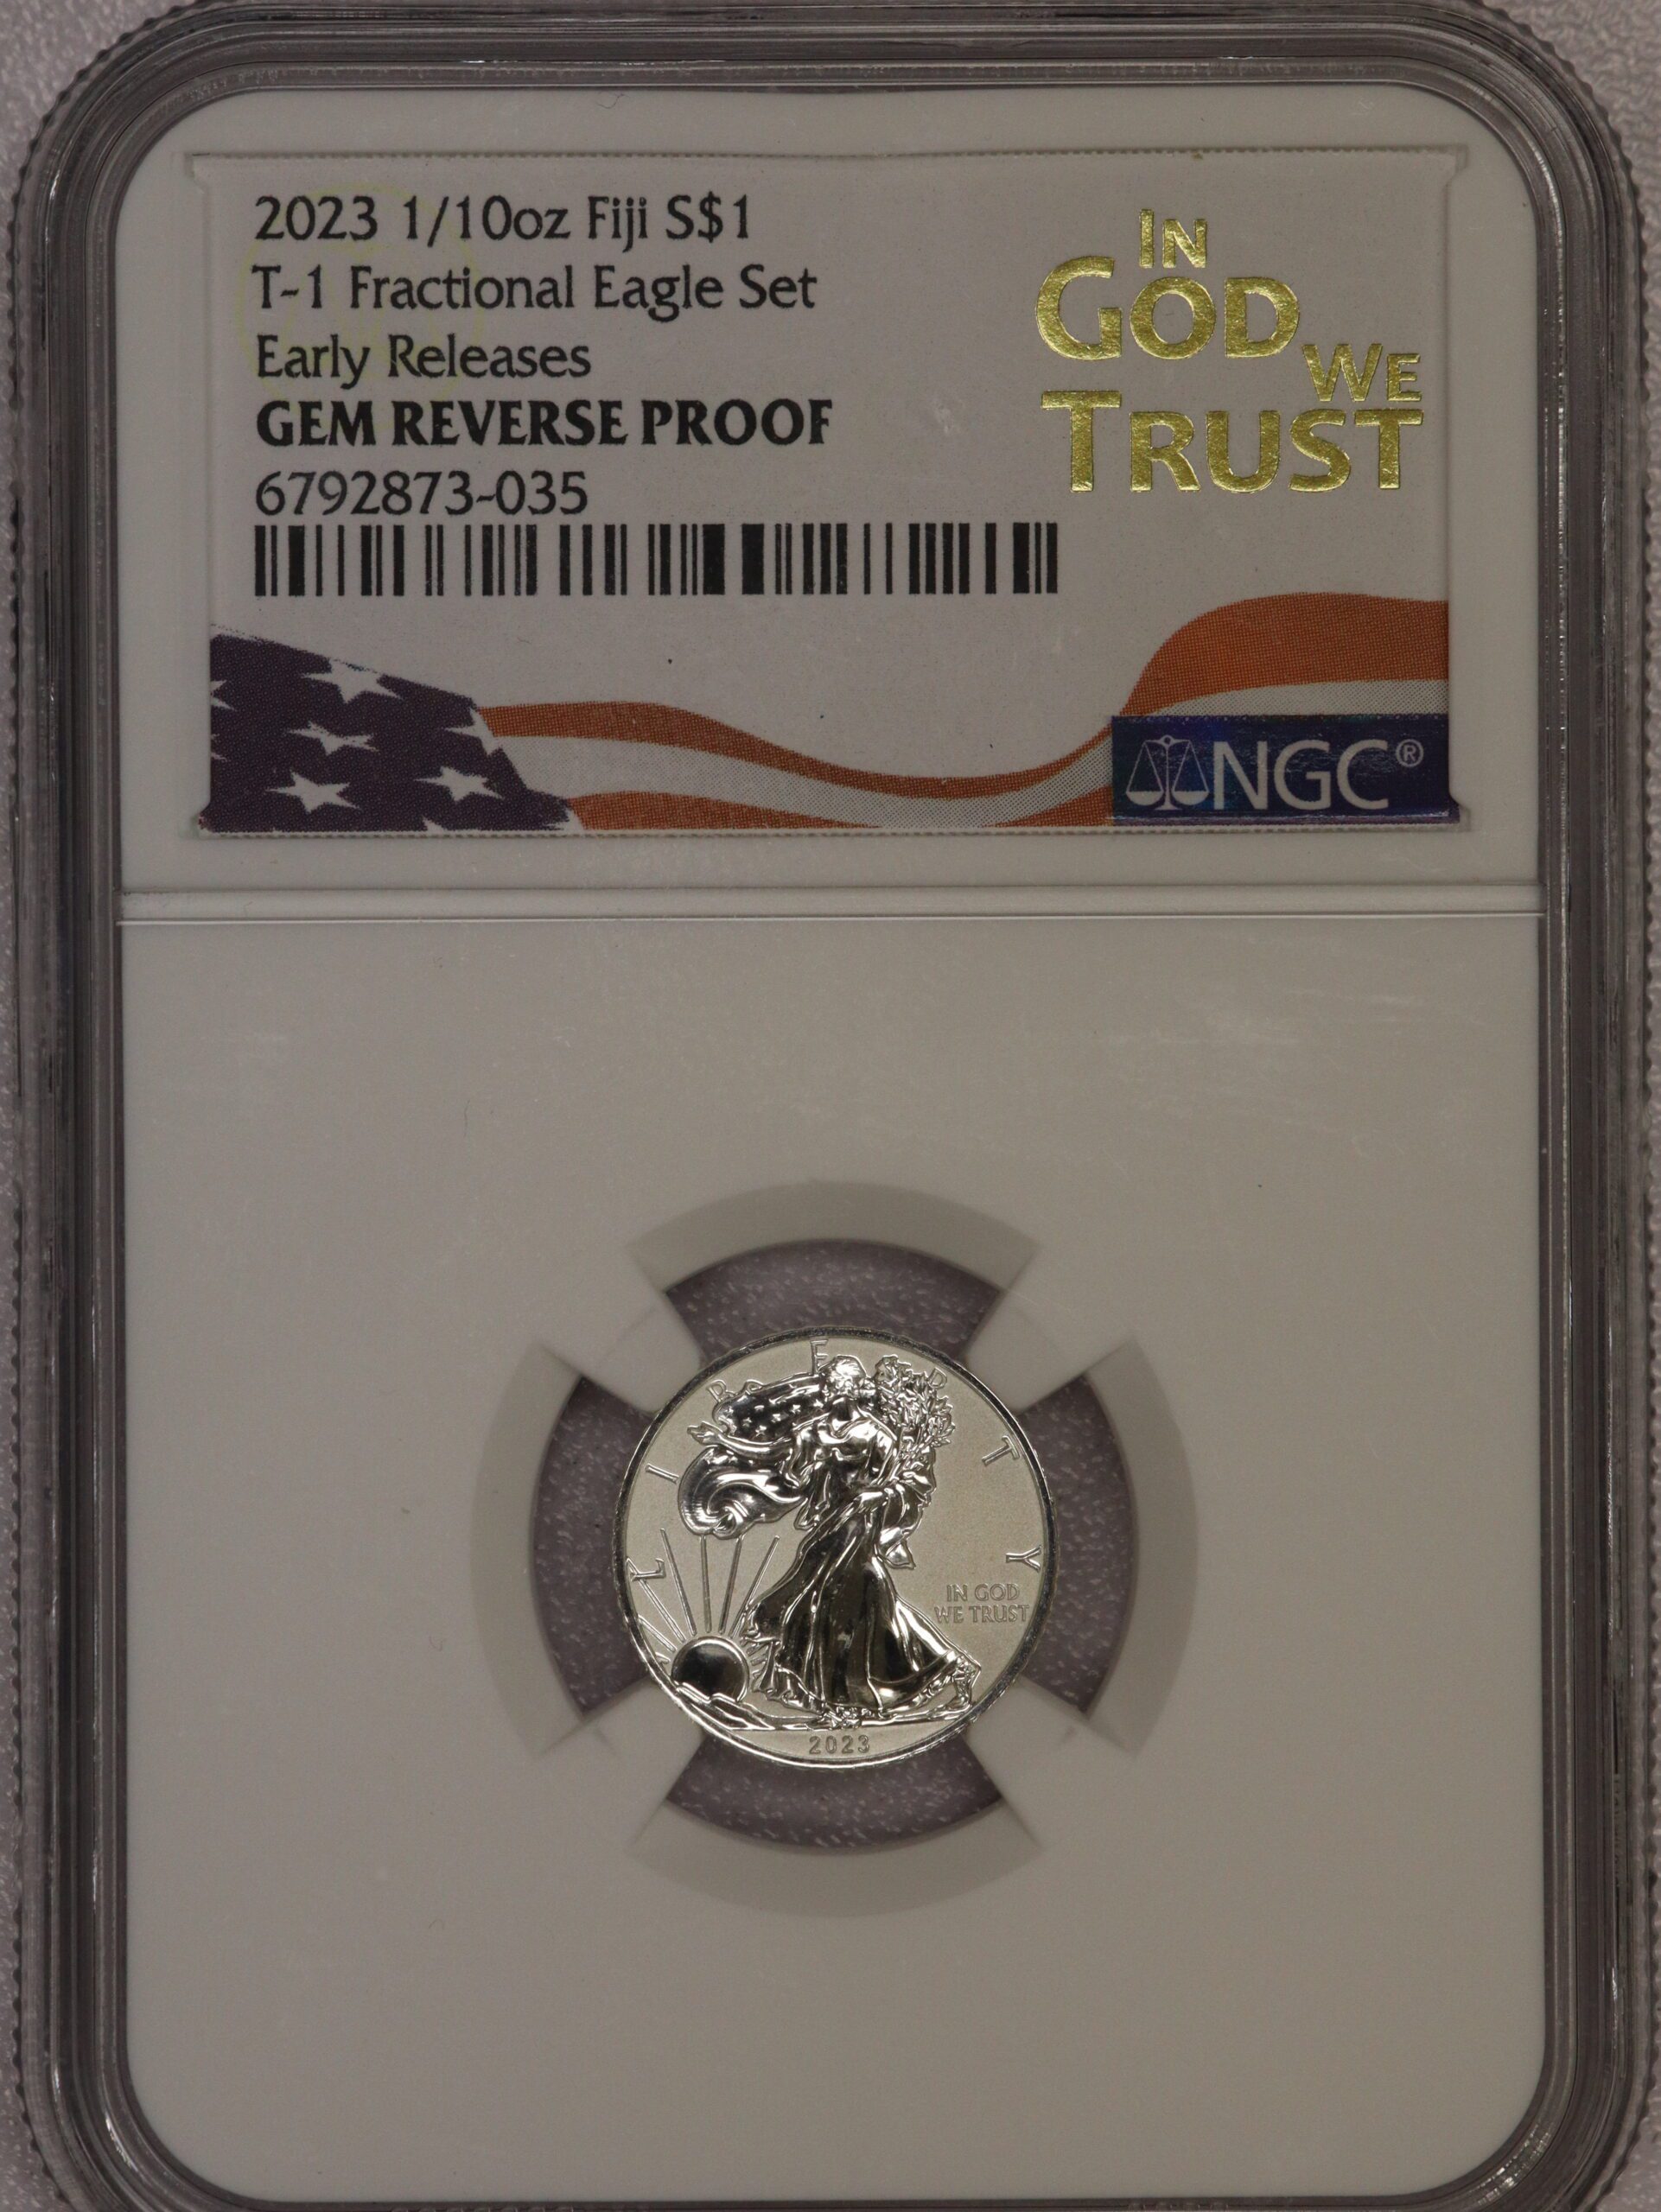 2023 1/10oz Fiji S$1
T-1 Fractional Eagle Set
Early Releases
GEM REVERSE PROOF
6792873-035
IN
GOD WE
TRUST
NGC®
LIBERTY
IN GOD
WE TRUST
2023